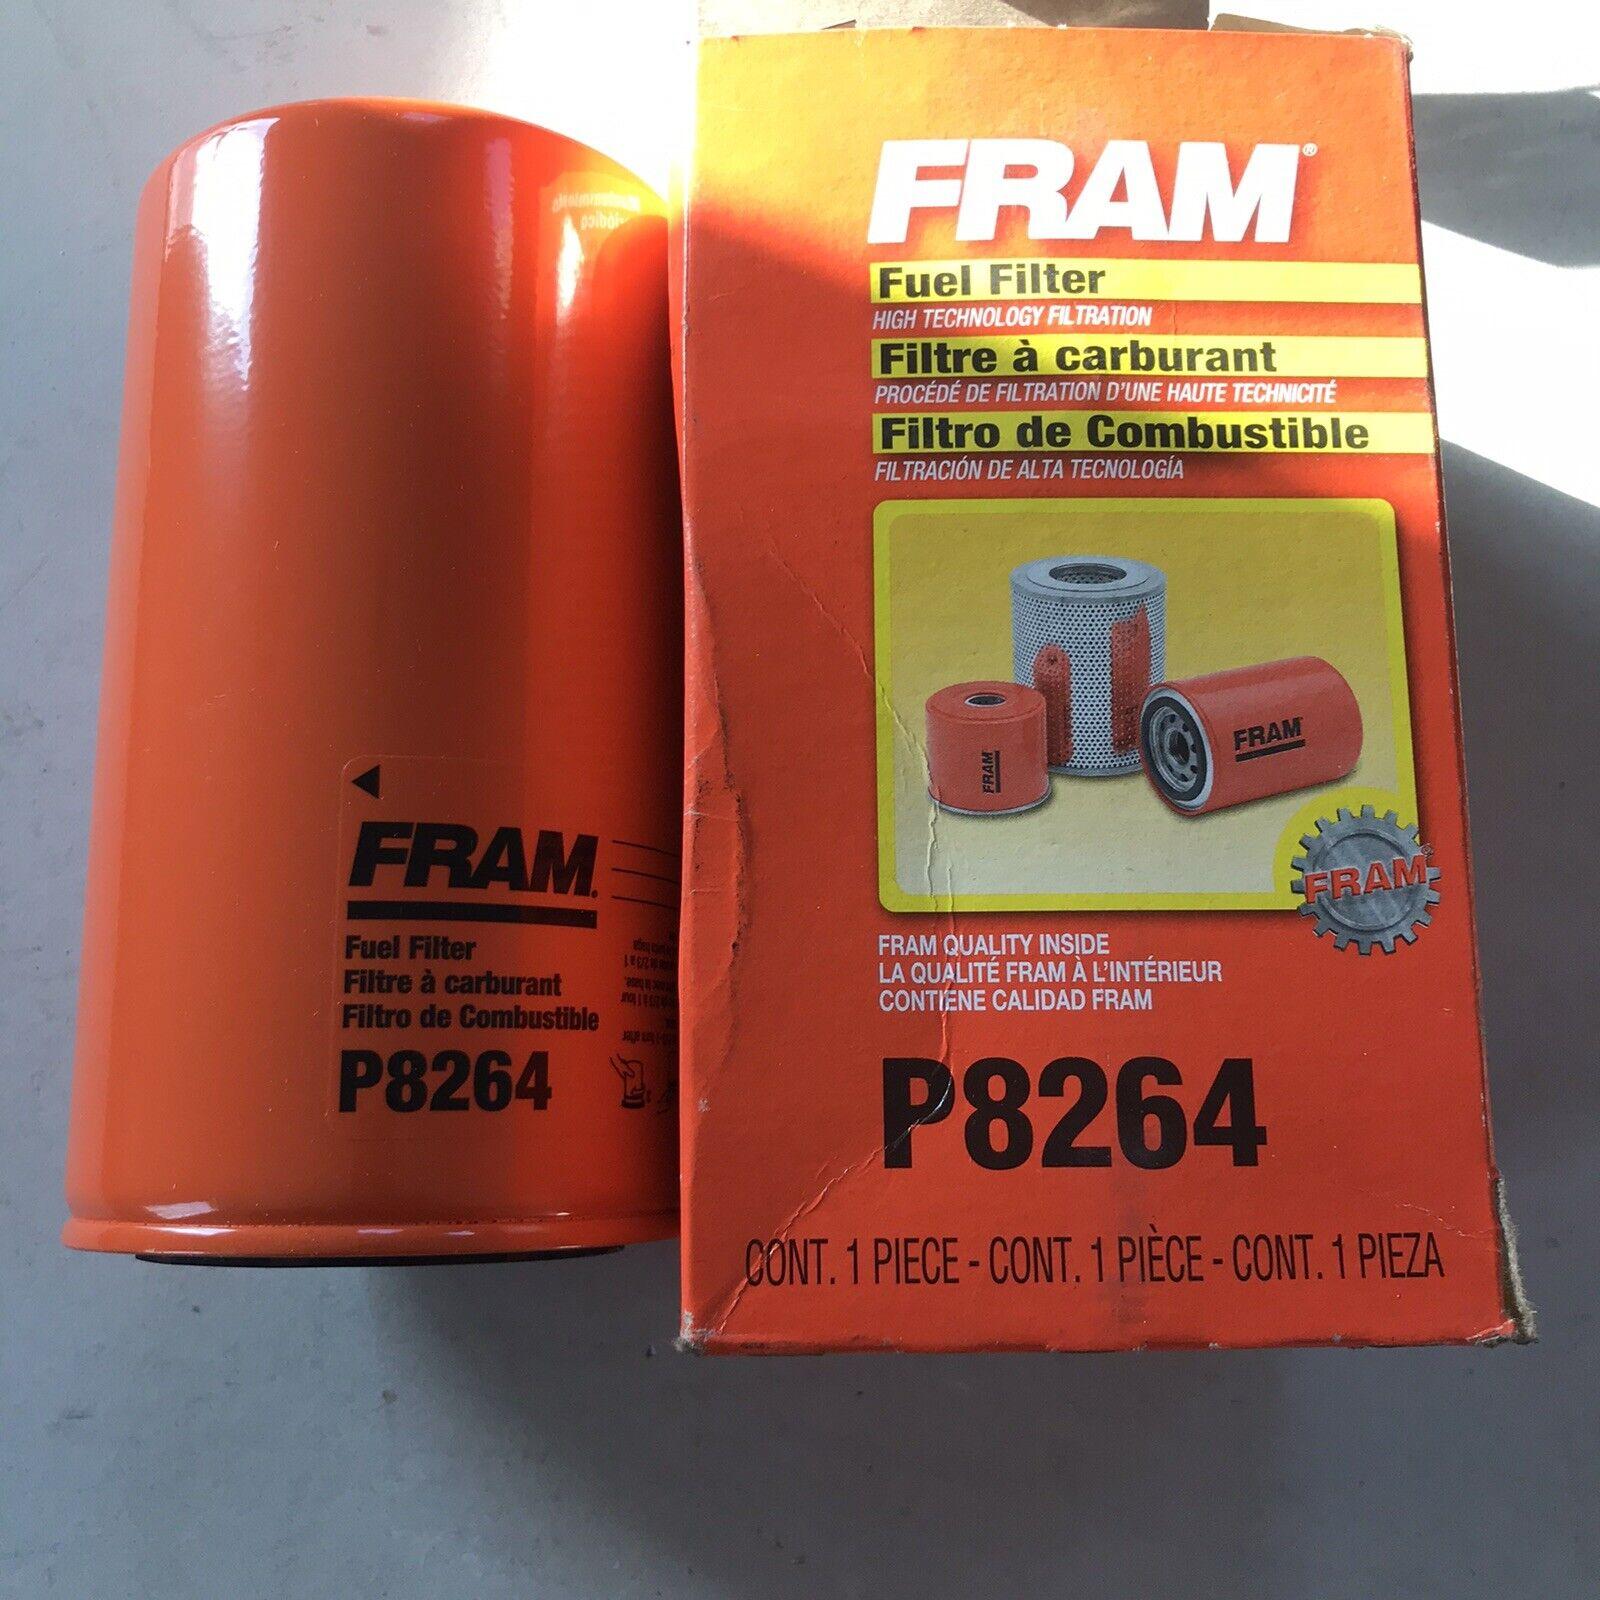 Mantenimiento
FRAM®
Fuel Filter
HIGH TECHNOLOGY FILTRATION
Filtre à carburant
PROCÉDÉ DE FILTRATION D'UNE HAUTE TECHNICITÉ
Filtro de Combustible
FILTRACIÓN DE ALTA TECNOLOGÍA
FRAM
FRAM
FRAM®
FRAM QUALITY INSIDE
LA QUALITÉ FRAM À L'INTÉRIEUR
CONTIENE CALIDAD FRAM
P8264
CONT. 1 PIECE - CONT. 1 PIÈCE - CONT. 1 PIEZA
FRAM®
Fuel Filter
Filtre à carburant
Filtro de Combustible
P8264